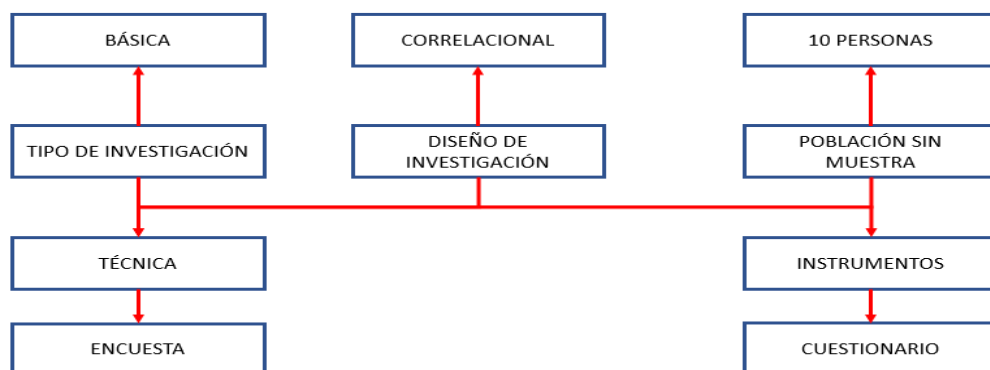 BÁSICA
CORRELACIONAL
10 PERSONAS
TIPO DE INVESTIGACIÓN
DISEÑO DE
INVESTIGACIÓN
POBLACIÓN SIN
MUESTRA
TÉCNICA
INSTRUMENTOS
ENCUESTA
CUESTIONARIO